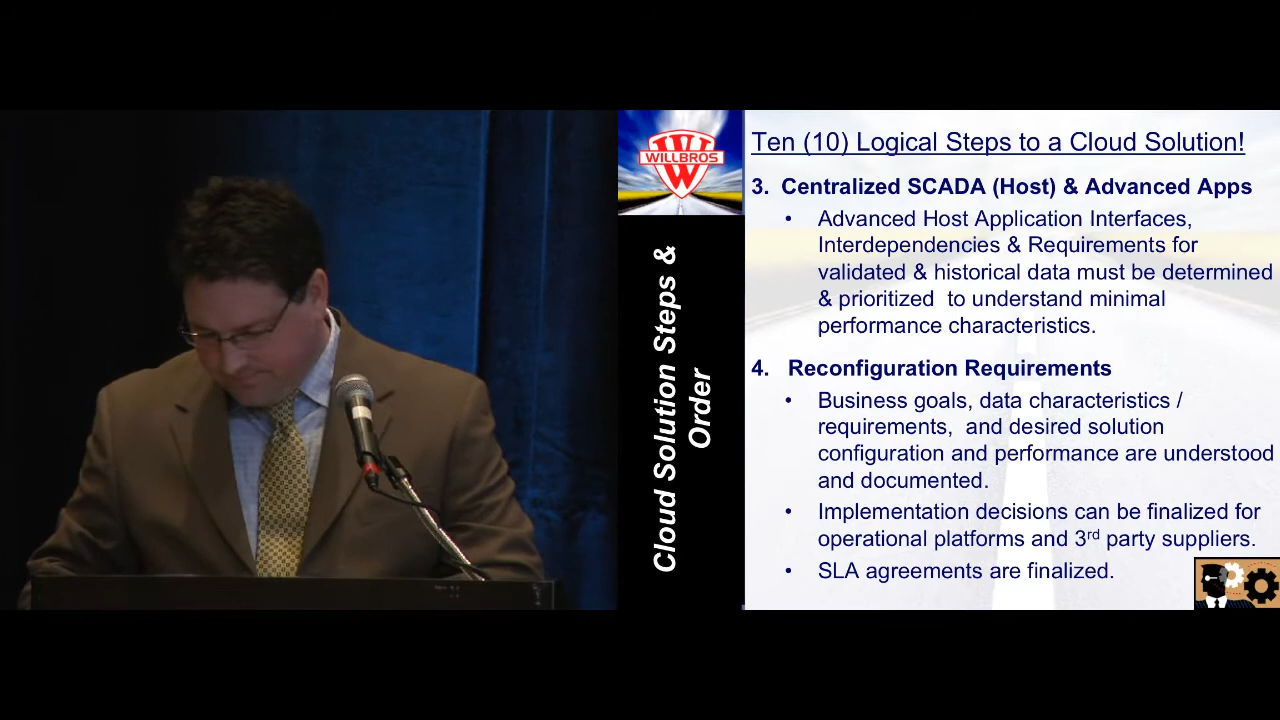 WILLBROS
Cloud Solution Steps &
Order
Ten (10) Logical Steps to a Cloud Solution!
3. Centralized SCADA (Host) & Advanced Apps
• Advanced Host Application Interfaces,
Interdependencies & Requirements for
validated & historical data must be determined
& prioritized to understand minimal
performance characteristics.
4. Reconfiguration Requirements
• Business goals, data characteristics /
requirements, and desired solution
configuration and performance are understood
and documented.
• Implementation decisions can be finalized for
operational platforms and 3rd party suppliers.
• SLA agreements are finalized.